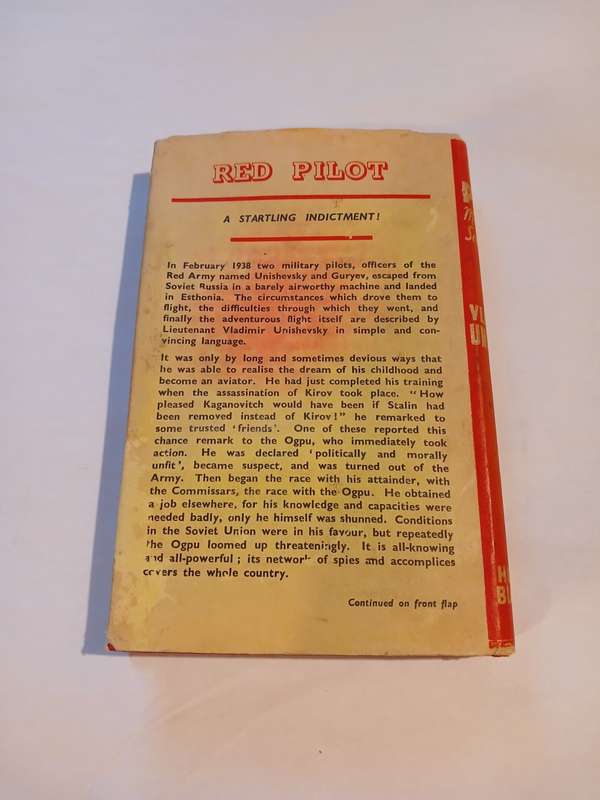 RED PILOT
A STARTLING INDICTMENT!
In February 1938 two military pilots, officers of the
Red Army named Unishevsky and Guryev, escaped from
Soviet Russia in a barely airworthy machine and landed
in Esthonia. The circumstances which drove them to
flight, the difficulties through which they went, and
finally the adventurous flight itself are described by
Lieutenant Vladimir Unishevsky in simple and con-
vincing language.
It was only by long and sometimes devious ways that
he was able to realise the dream of his childhood and
become an aviator. He had just completed his training
when the assassination of Kirov took place. "How
pleased Kaganovitch would have been if Stalin had
been removed instead of Kirov!" he remarked to
some trusted 'friends'. One of these reported this
chance remark to the Ogpu, who immediately took
action. He was declared 'politically and morally
unfit', became suspect, and was turned out of the
Army. Then began the race with his attainder, with
the Commissars, the race with the Ogpu. He obtained
a job elsewhere, for his knowledge and capacities were
needed badly, only he himself was shunned. Conditions
in the Soviet Union were in his favour, but repeatedly
the Ogpu loomed up threateningly. It is all-knowing
and all-powerful; its network of spies and accomplices
covers the whole country.
Continued on front flap